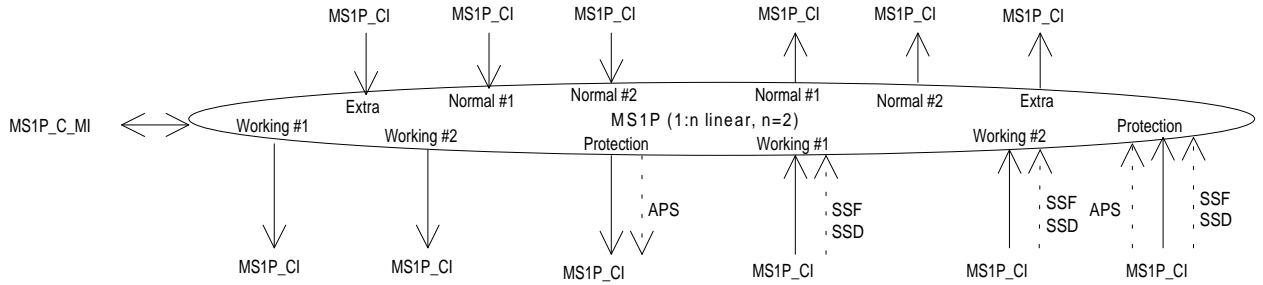 MS1P_CI MS1P_CI MS1P_CI MS1P_CI MS1P_CI MS1P_CI
Extra Normal #1 Normal #2 Normal #1 Normal #2 Extra
MS1P_C_MI Working #1 MS1P (1:n linear, n=2) Protection
Working #2 Protection Working #1 Working #2
APS SSF SSF APS SSF
SSD SSD SSD
MS1P_CI MS1P_CI MS1P_CI MS1P_CI MS1P_CI MS1P_CI